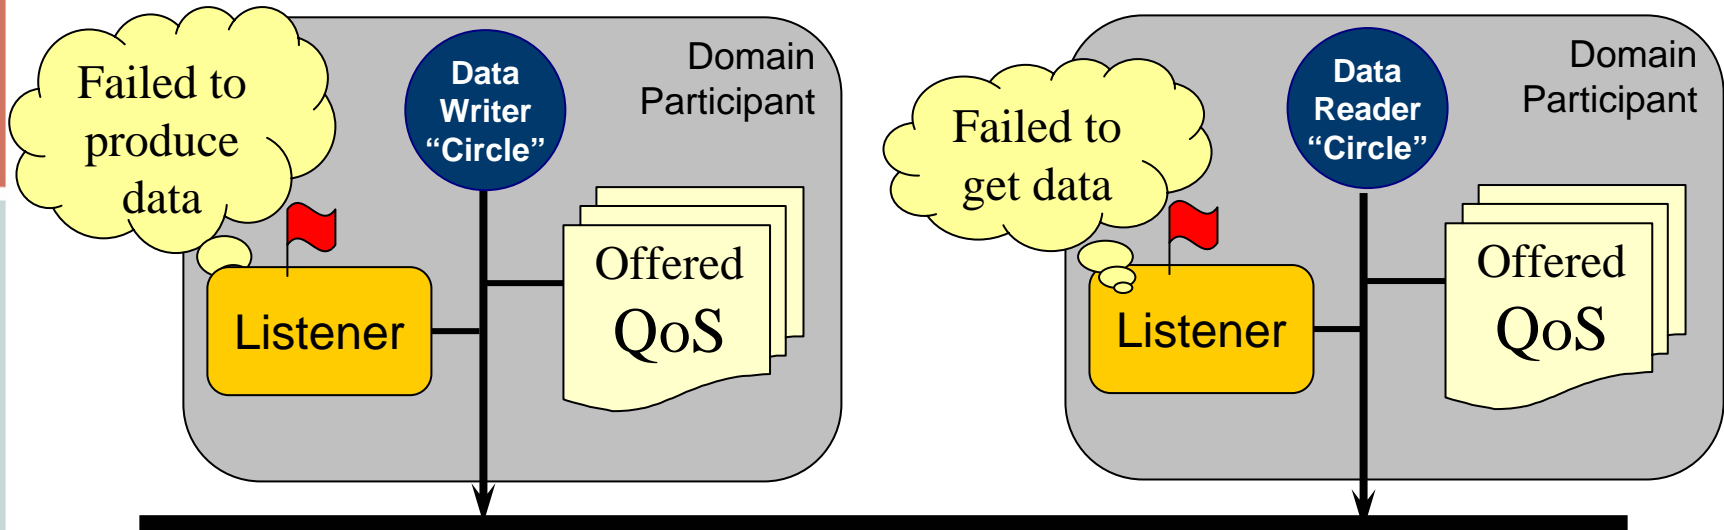 Failed to
produce
data
Data
Writer
“Circle”
Domain
Participant
Listener
Offered
QoS
Failed to
get data
Data
Reader
“Circle”
Domain
Participant
Listener
Offered
QoS